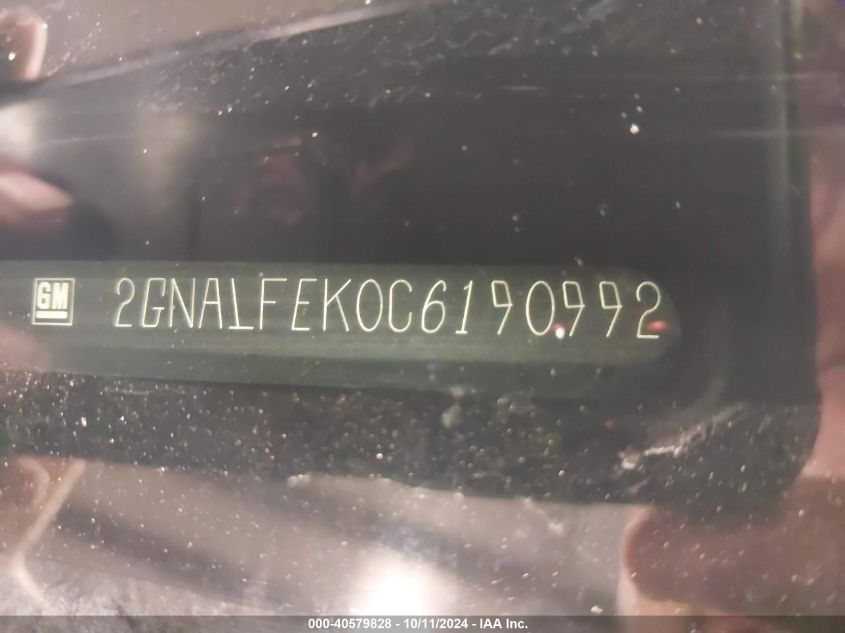 GM 2GNALFEK0C6190992
000-40579828 - 10/11/2024 - IAA Inc.